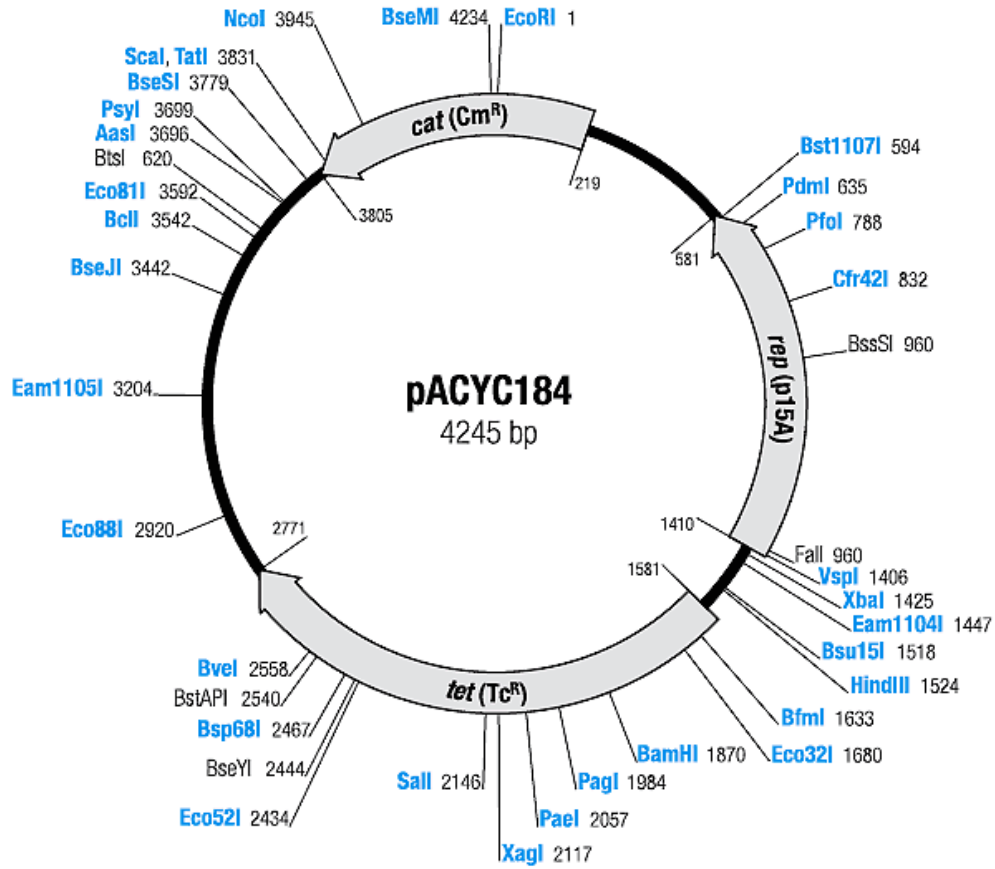 NcoI 3945
BseMI 4234
EcoRI 1
ScaI, TatI 3831
BseSI 3779
PsyI 3699
AasI 3696
BtsI 620
Eco81I 3592
BclI 3542
BseJI 3442
Eam1105I 3204
Eco88I 2920
cat (CmR)
219
3805
Bst1107I 594
PdmI 635
PfoI 788
581
Cfr42I 832
BssSI 960
rep (p15A)
pACYC184
4245 bp
1410
FaII 960
VspI 1406
XbaI 1425
Eam1104I 1447
Bsu15I 1518
HindIII 1524
1581
2771
BfmI 1633
Eco32I 1680
BamHI 1870
PagI 1984
PaeI 2057
XagI 2117
SalI 2146
tet (TcR)
BveI 2558
BstAPI 2540
Bsp68I 2467
BseYI 2444
Eco52I 2434